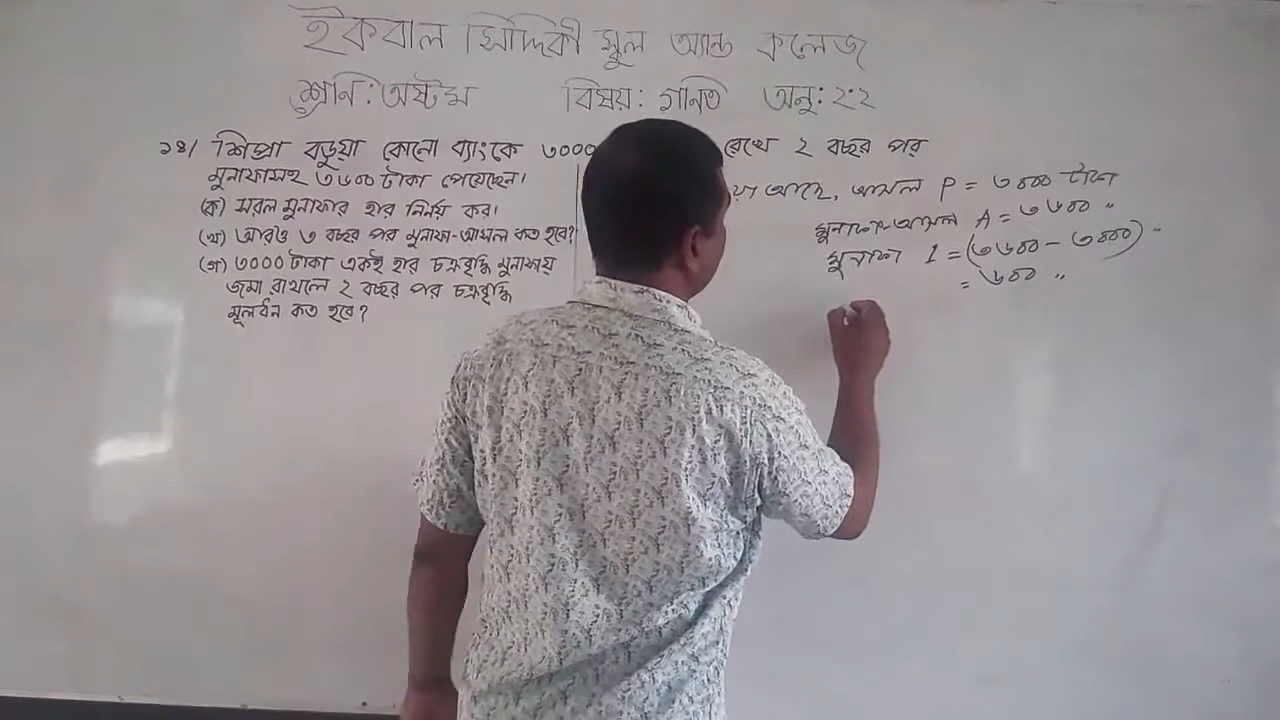 ইকবাল সিদ্দিকী স্কুল অ্যান্ড কলেজ
শ্রেনি: অষ্টম বিষয়: গনিত অনু: ২.২
১৪/ শিপ্রা বড়ুয়া কোনো ব্যাংকে ৩০০০ রেখে ২ বছর পর
মুনাফাসহ ৩৬০০ টাকা পেয়েছেন।
(ক) সরল মুনাফার হার নির্নয় কর।
(খ) আরও ৩ বছর পর মুনাফা-আসল কত হবে?
(গ) ৩০০০ টাকা একই হার চক্রবৃদ্ধি মুনাফায়
জমা রাখলে ২ বছর পর চক্রবৃদ্ধি
মূলধন কত হবে?
আছে, আসল P = ৩০০০ টাকা
মুনাফা-আসল A = ৩৬০০ "
মুনাফা I = (৩৬০০ - ৩০০০) "
= ৬০০ "